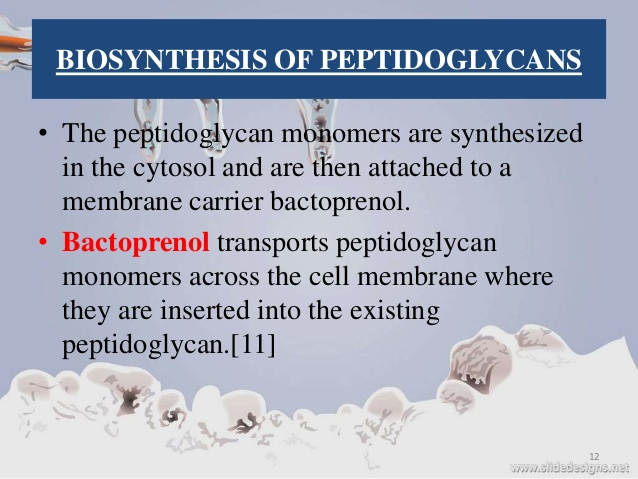 BIOSYNTHESIS OF PEPTIDOGLYCANS
• The peptidoglycan monomers are synthesized
in the cytosol and are then attached to a
membrane carrier bactoprenol.
• Bactoprenol transports peptidoglycan
monomers across the cell membrane where
they are inserted into the existing
peptidoglycan.[11]
12
www.slidedesigns.net